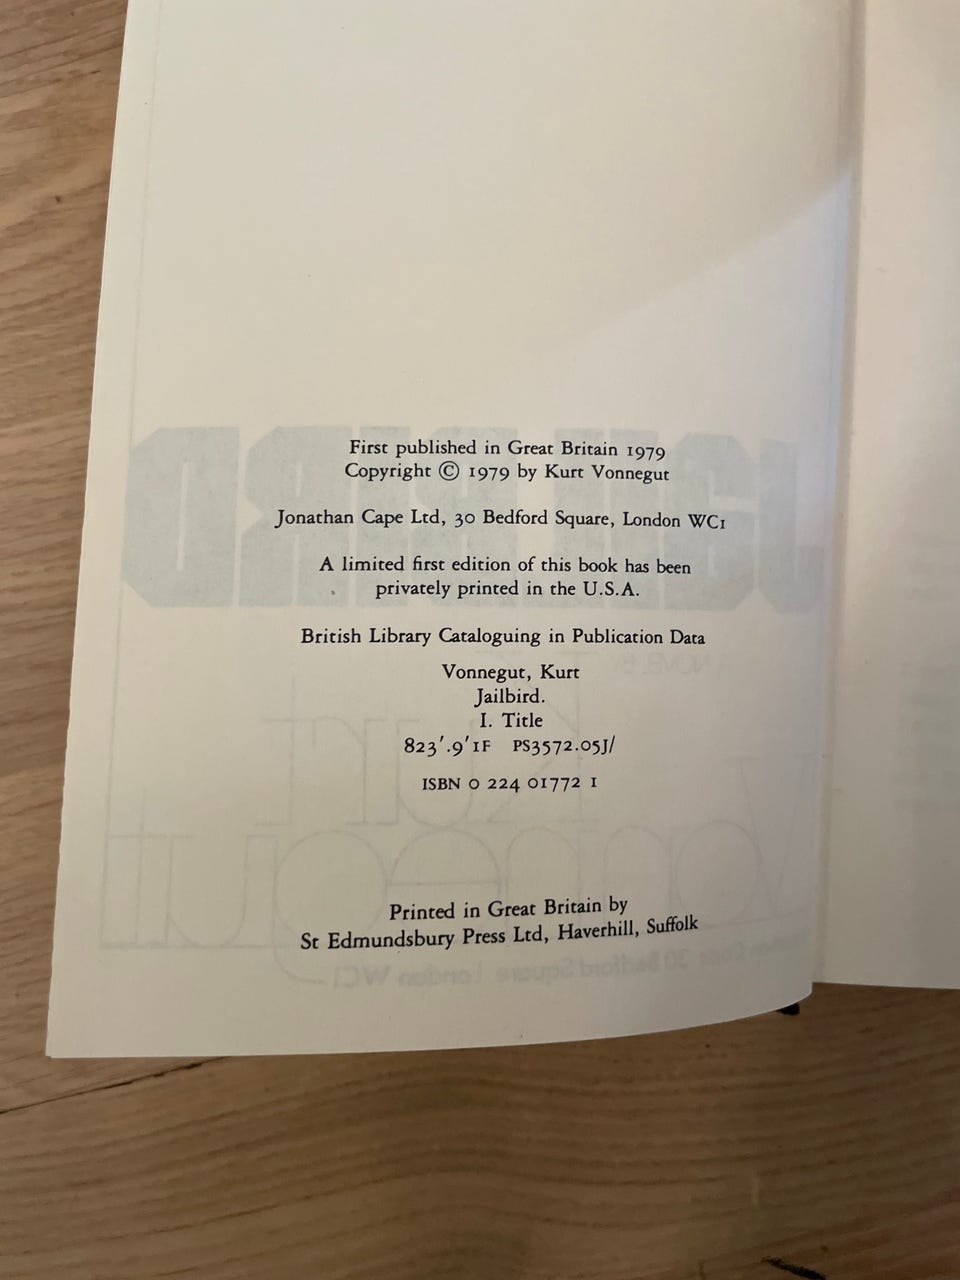 First published in Great Britain 1979
Copyright © 1979 by Kurt Vonnegut
Jonathan Cape Ltd, 30 Bedford Square, London WC1
A limited first edition of this book has been
privately printed in the U.S.A.
British Library Cataloguing in Publication Data
Vonnegut, Kurt
Jailbird.
I. Title
823'.9'1F PS3572.05J/
ISBN 0 224 01772 1
Printed in Great Britain by
St Edmundsbury Press Ltd, Haverhill, Suffolk